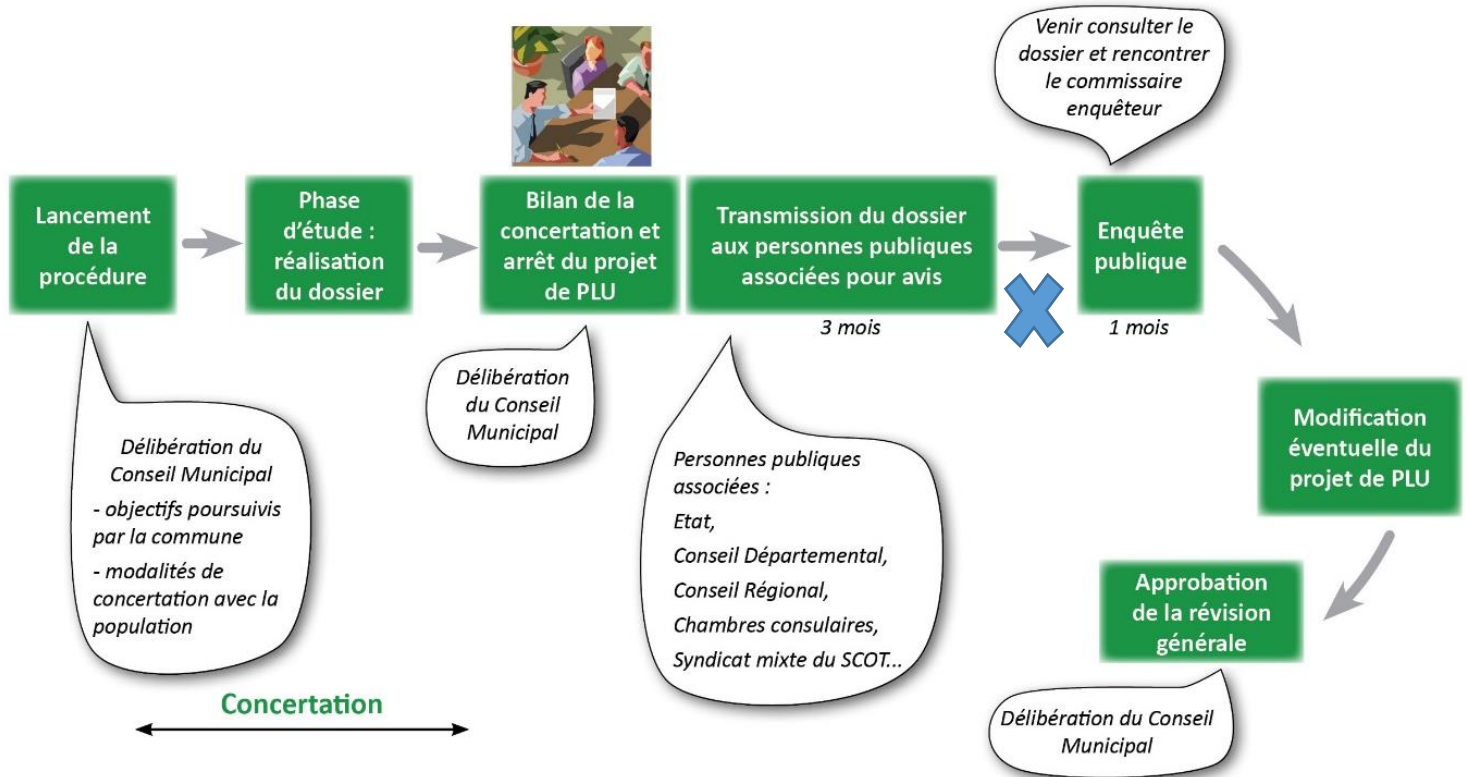 Venir consulter le
dossier et rencontrer
le commissaire
enquêteur
Lancement
de la
procédure
Phase
d'étude :
réalisation
du dossier
Bilan de la
concertation et
arrêt du projet
de PLU
Transmission du dossier
aux personnes publiques
associées pour avis
Enquête
publique
3 mois
1 mois
Délibération
du Conseil
Municipal
Délibération du
Conseil Municipal
- objectifs poursuivis
par la commune
- modalités de
concertation avec la
population
Personnes publiques
associées :
Etat,
Conseil Départemental,
Conseil Régional,
Chambres consulaires,
Syndicat mixte du SCOT...
Modification
éventuelle du
projet de PLU
Approbation
de la révision
générale
Concertation
Délibération du Conseil
Municipal